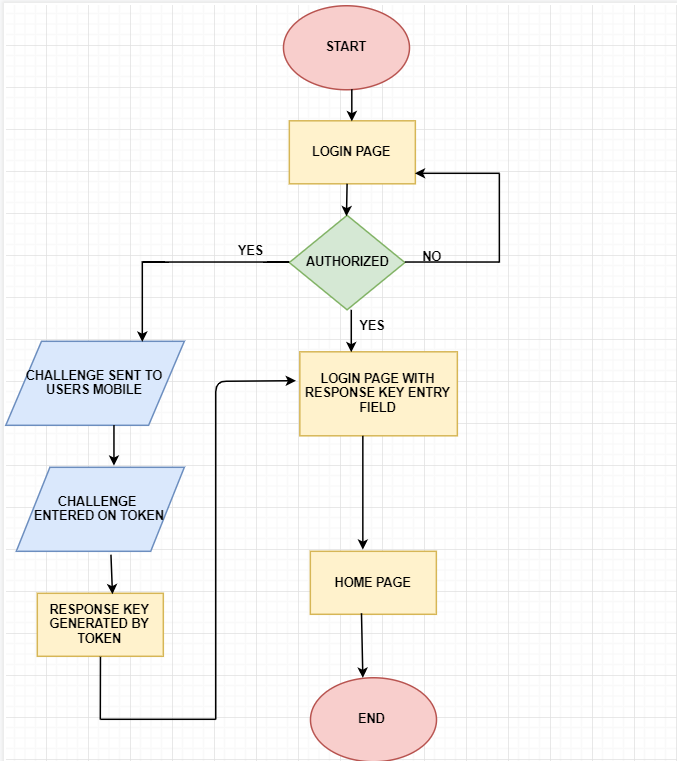 START
LOGIN PAGE
YES
AUTHORIZED
NO
YES
CHALLENGE SENT TO
USERS MOBILE
LOGIN PAGE WITH
RESPONSE KEY ENTRY
FIELD
CHALLENGE
ENTERED ON TOKEN
HOME PAGE
RESPONSE KEY
GENERATED BY
TOKEN
END